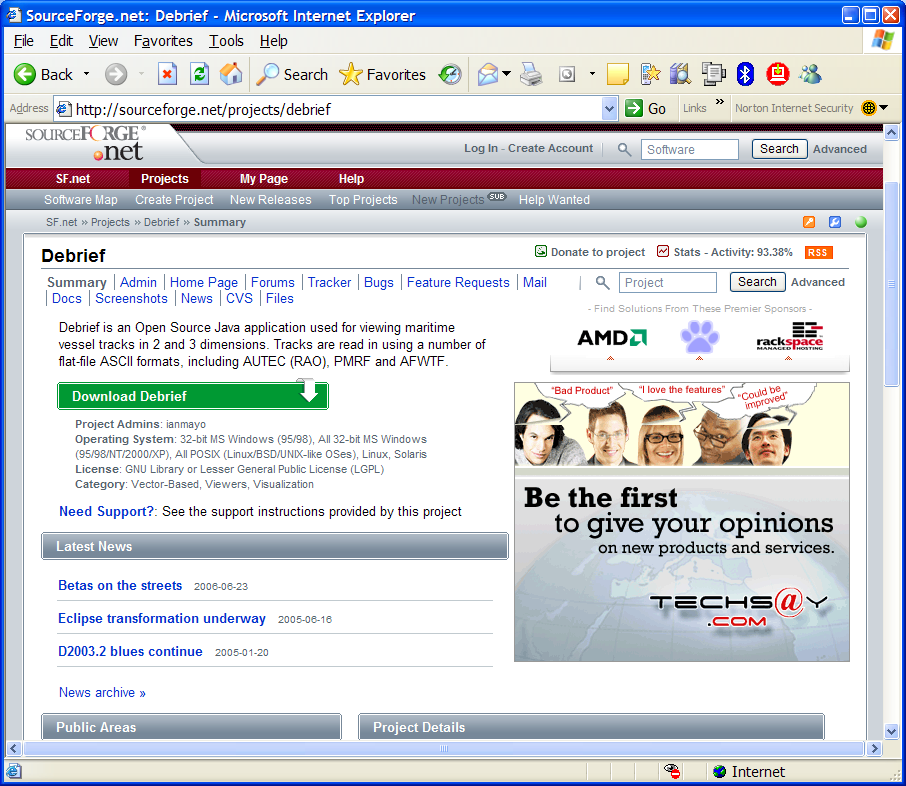 SourceForge.net: Debrief - Microsoft Internet Explorer
File Edit View Favorites Tools Help
Back Search Favorites
Address http://sourceforge.net/projects/debrief Go Links » Norton Internet Security
SOURCEFORGE®
.net
Log In - Create Account Software Search Advanced
SF.net Projects My Page Help
Software Map Create Project New Releases Top Projects New Projects SUB Help Wanted
SF.net » Projects » Debrief » Summary
Debrief
Donate to project Stats - Activity: 93.38% RSS
Summary | Admin | Home Page | Forums | Tracker | Bugs | Feature Requests | Mail
| Docs | Screenshots | News | CVS | Files
| Project Search Advanced
- Find Solutions From These Premier Sponsors -
AMD
rackspace
MANAGED HOSTING
Debrief is an Open Source Java application used for viewing maritime
vessel tracks in 2 and 3 dimensions. Tracks are read in using a number of
flat-file ASCII formats, including AUTEC (RAO), PMRF and AFWTF.
Download Debrief
Project Admins: ianmayo
Operating System: 32-bit MS Windows (95/98), All 32-bit MS Windows
(95/98/NT/2000/XP), All POSIX (Linux/BSD/UNIX-like OSes), Linux, Solaris
License: GNU Library or Lesser General Public License (LGPL)
Category: Vector-Based, Viewers, Visualization
Need Support?: See the support instructions provided by this project
"Bad Product"
"I love the features"
"Could be
improved"
Be the first
to give your opinions
on new products and services.
TECHS@Y
.COM
Latest News
Betas on the streets 2006-06-23
Eclipse transformation underway 2005-06-16
D2003.2 blues continue 2005-01-20
News archive »
Public Areas
Project Details
Internet